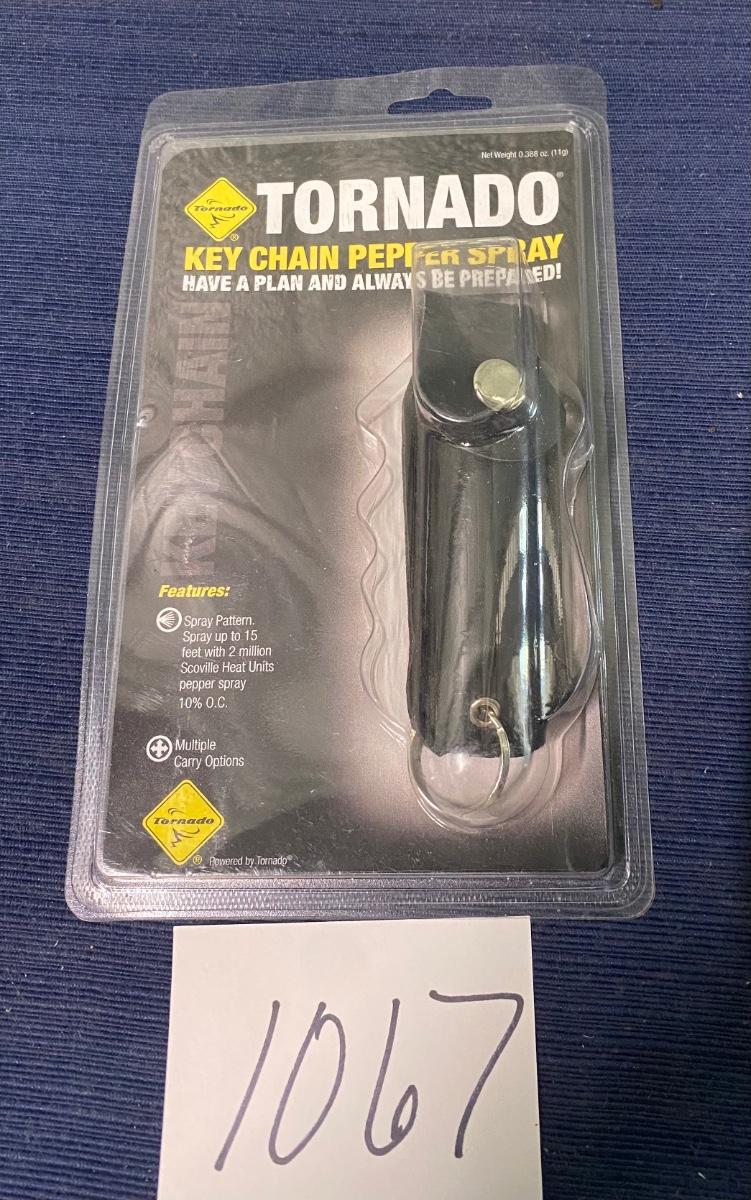 Net Weight 0.388 oz. (11g)
Tornado
®
TORNADO®
KEY CHAIN PEPPER SPRAY
HAVE A PLAN AND ALWAYS BE PREPARED!
KEYCHAIN
Features:
Spray Pattern.
Spray up to 15
feet with 2 million
Scoville Heat Units
pepper spray
10% O.C.
Multiple
Carry Options
Tornado
® Powered by Tornado®
1067